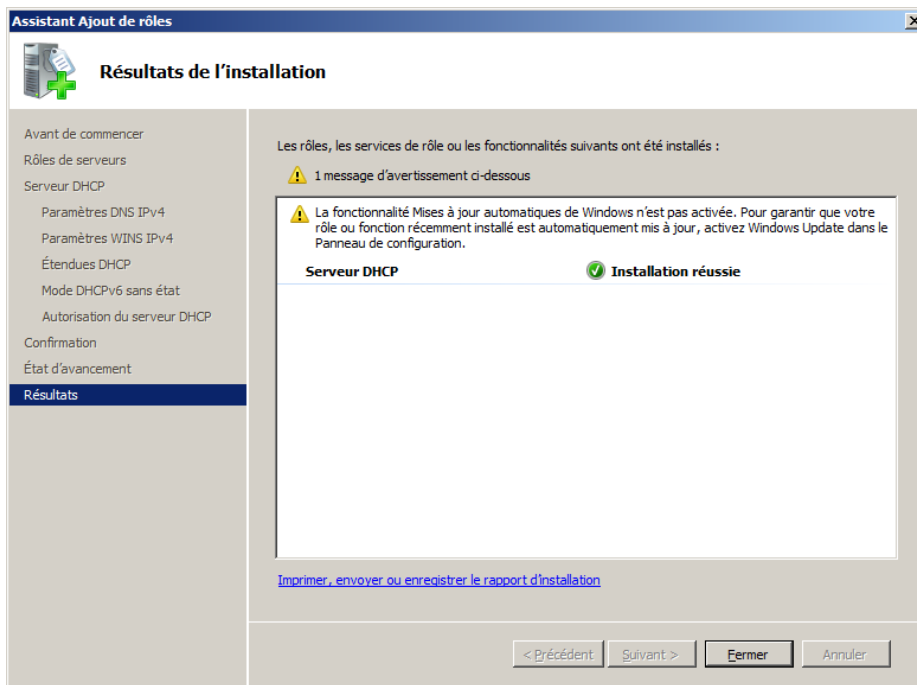 Assistant Ajout de rôles
Résultats de l'installation
Avant de commencer
Rôles de serveurs
Serveur DHCP
Paramètres DNS IPv4
Paramètres WINS IPv4
Étendues DHCP
Mode DHCPv6 sans état
Autorisation du serveur DHCP
Confirmation
État d'avancement
Résultats
Les rôles, les services de rôle ou les fonctionnalités suivants ont été installés :
1 message d'avertissement ci-dessous
La fonctionnalité Mises à jour automatiques de Windows n'est pas activée. Pour garantir que votre
rôle ou fonction récemment installé est automatiquement mis à jour, activez Windows Update dans le
Panneau de configuration.
Serveur DHCP Installation réussie
Imprimer, envoyer ou enregistrer le rapport d'installation
< Précédent Suivant > Fermer Annuler